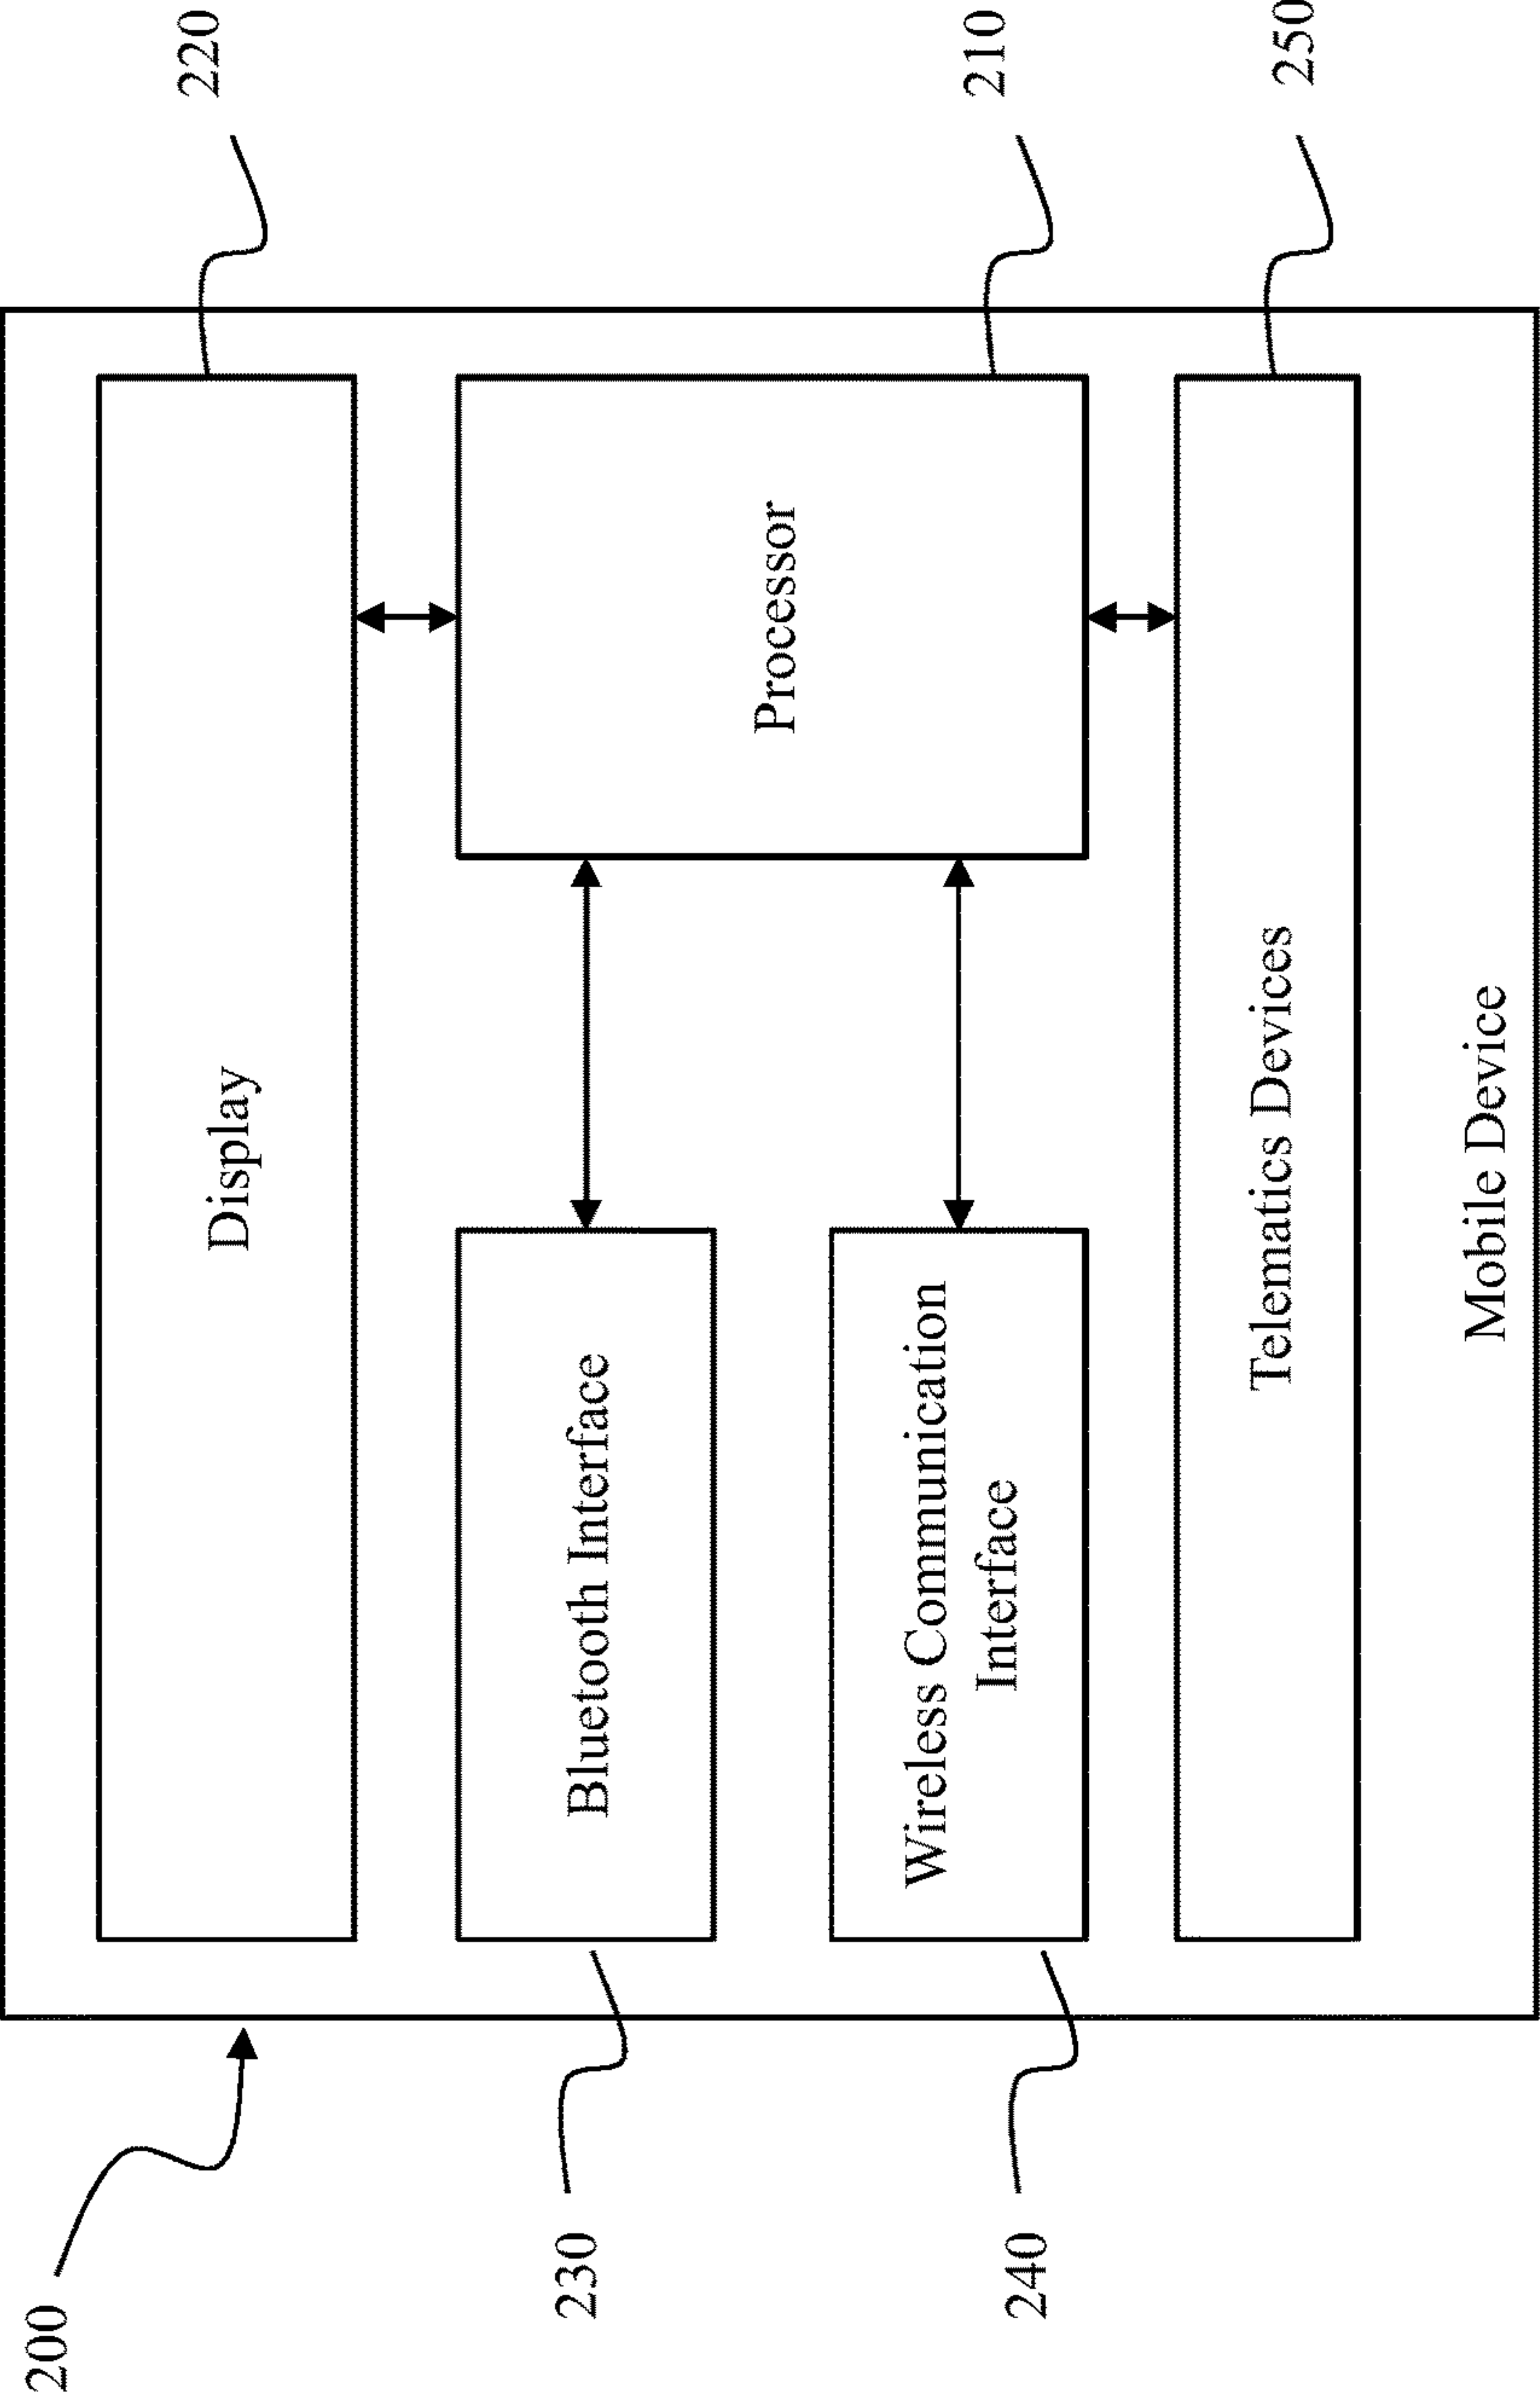 200
Display
220
230
Bluetooth Interface
Processor
210
240
Wireless Communication
Interface
Telematics Devices
250
Mobile Device